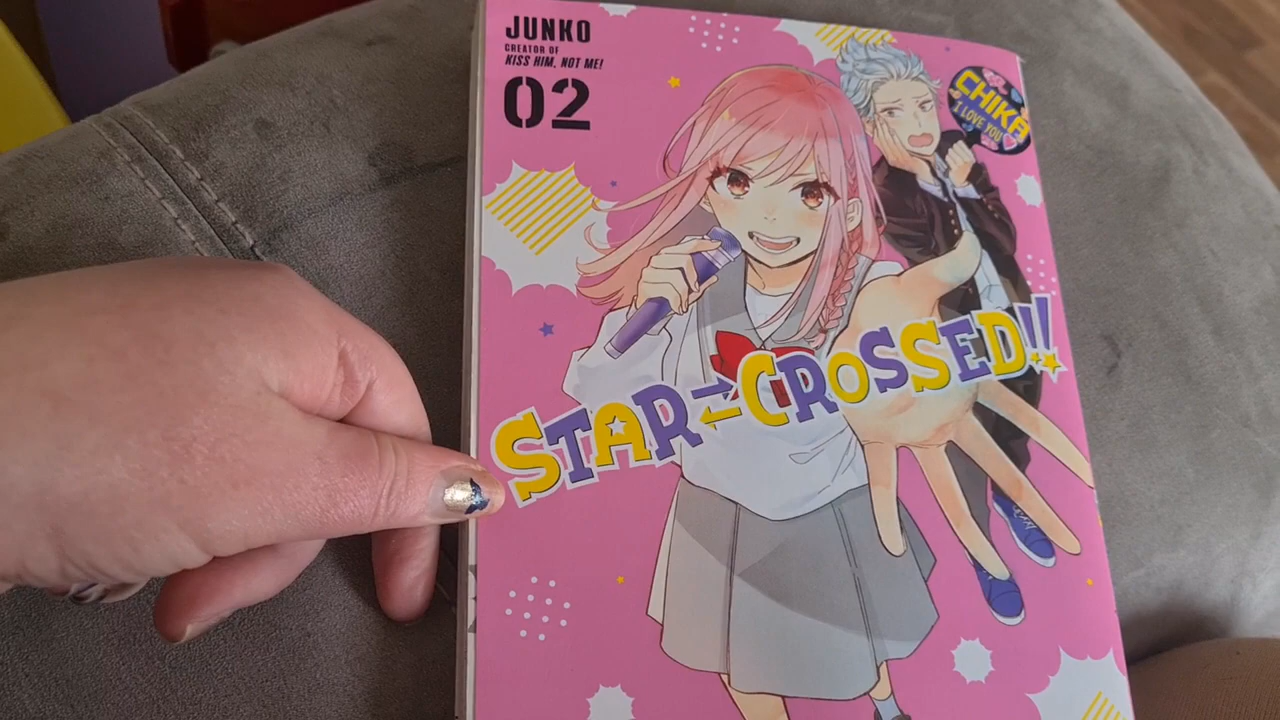 JUNKO
CREATOR OF
KISS HIM, NOT ME!
02
CHIKA
I LOVE YOU
STAR CROSSED!!